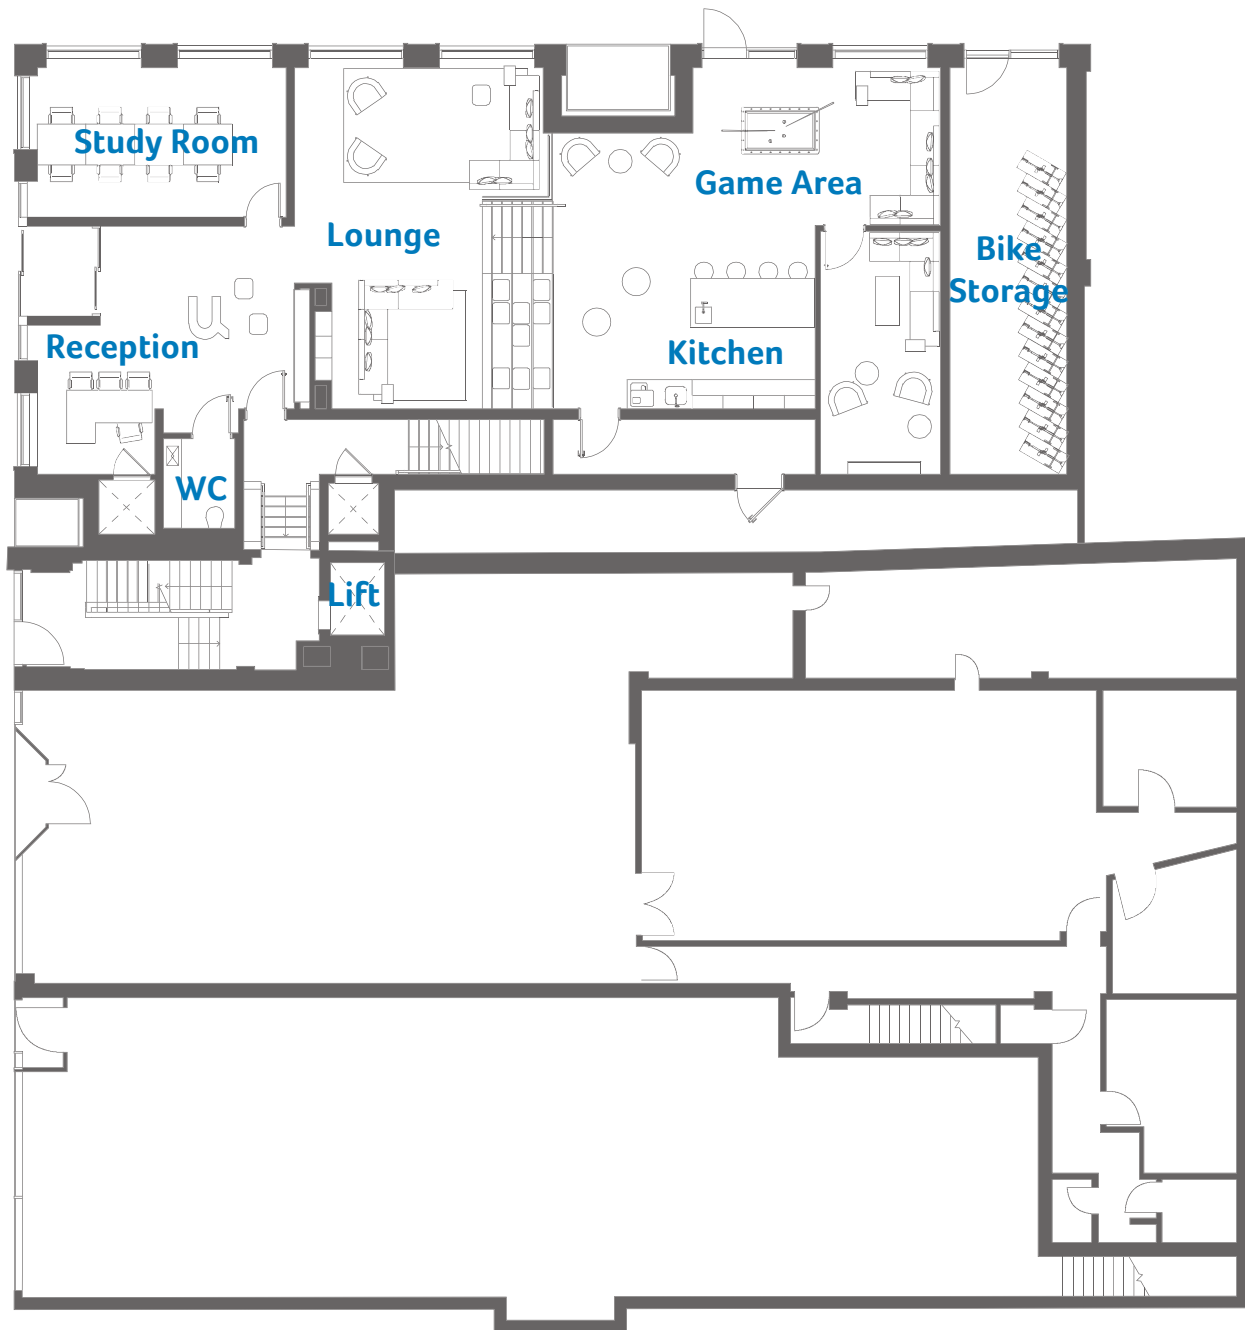 Study Room
Game Area
Lounge
Bike
Storage
Reception
Kitchen
WC
Lift